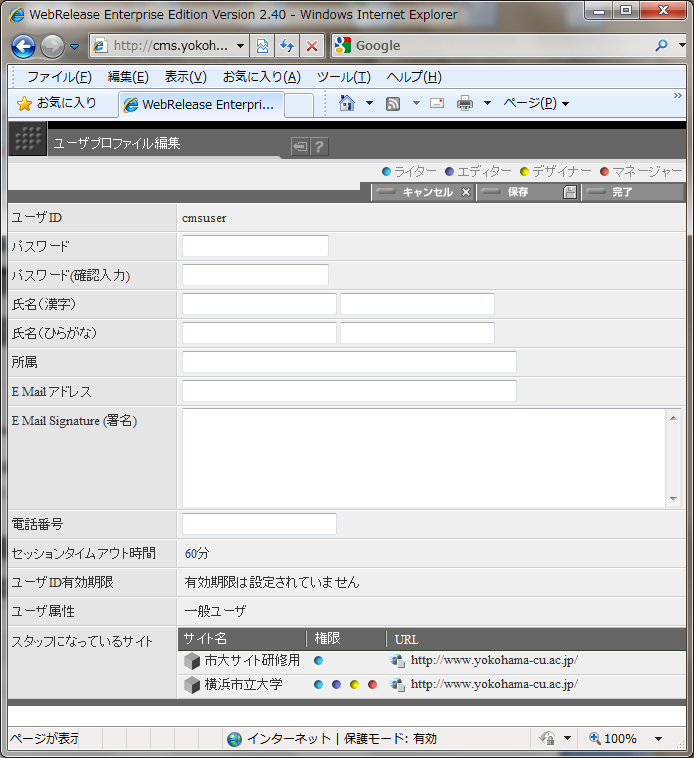 WebRelease Enterprise Edition Version 2.40 - Windows Internet Explorer
http://cms.yokoh...
Google
ファイル(F) 編集(E) 表示(V) お気に入り(A) ツール(T) ヘルプ(H)
お気に入り WebRelease Enterpri... ページ(P)
ユーザプロファイル編集 ?
ライター エディター デザイナー マネージャー
キャンセル 保存 完了
ユーザID cmsuser
パスワード
パスワード(確認入力)
氏名(漢字)
氏名(ひらがな)
所属
E Mail アドレス
E Mail Signature (署名)
電話番号
セッションタイムアウト時間 60分
ユーザID有効期限 有効期限は設定されていません
ユーザ属性 一般ユーザ
スタッフになっているサイト サイト名 権限 URL
市大サイト研修用 http://www.yokohama-cu.ac.jp/
横浜市立大学 http://www.yokohama-cu.ac.jp/
ページが表示 インターネット | 保護モード: 有効 100%